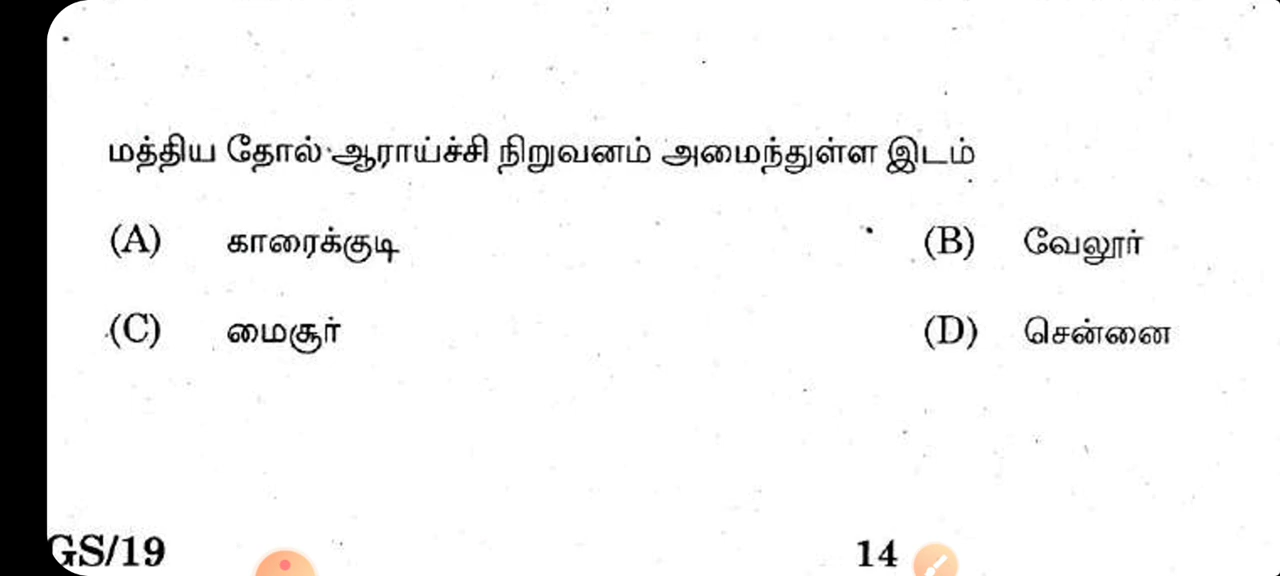 மத்திய தோல் ஆராய்ச்சி நிறுவனம் அமைந்துள்ள இடம்
(A) காரைக்குடி (B) வேலூர்
(C) மைசூர் (D) சென்னை
GS/19 14